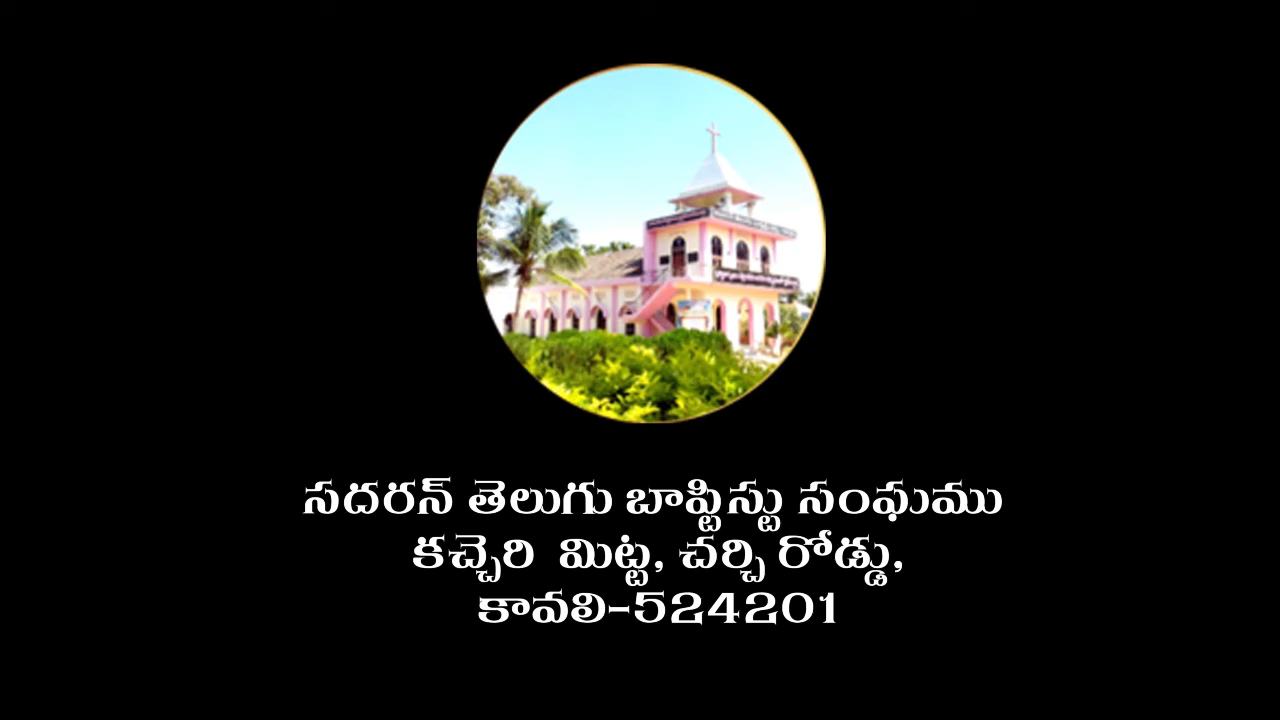 సదరన్ తెలుగు బాప్టిస్టు సంఘము
కచ్చెరి మిట్ట, చర్చి రోడ్డు,
కావలి-524201